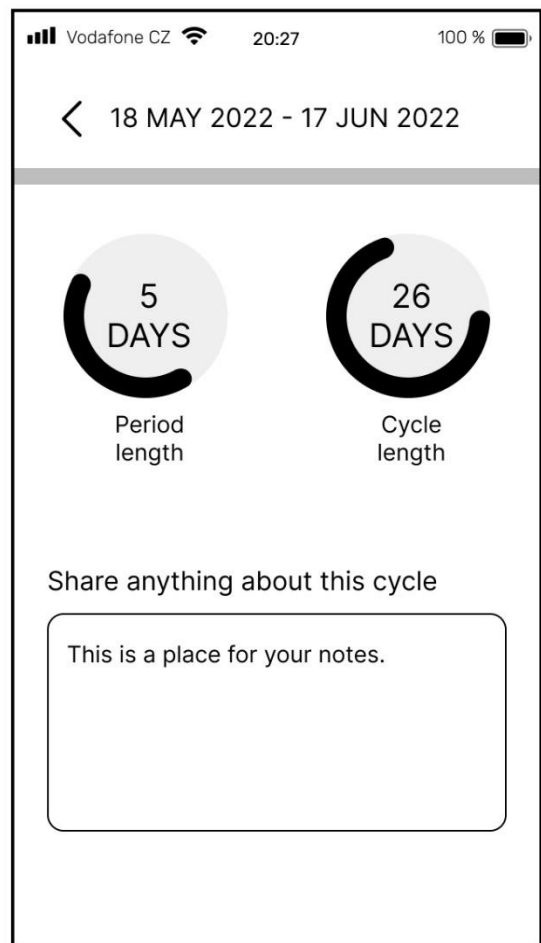 Vodafone CZ 20:27 100 %
18 MAY 2022 - 17 JUN 2022
5
DAYS
Period
length
26
DAYS
Cycle
length
Share anything about this cycle
This is a place for your notes.